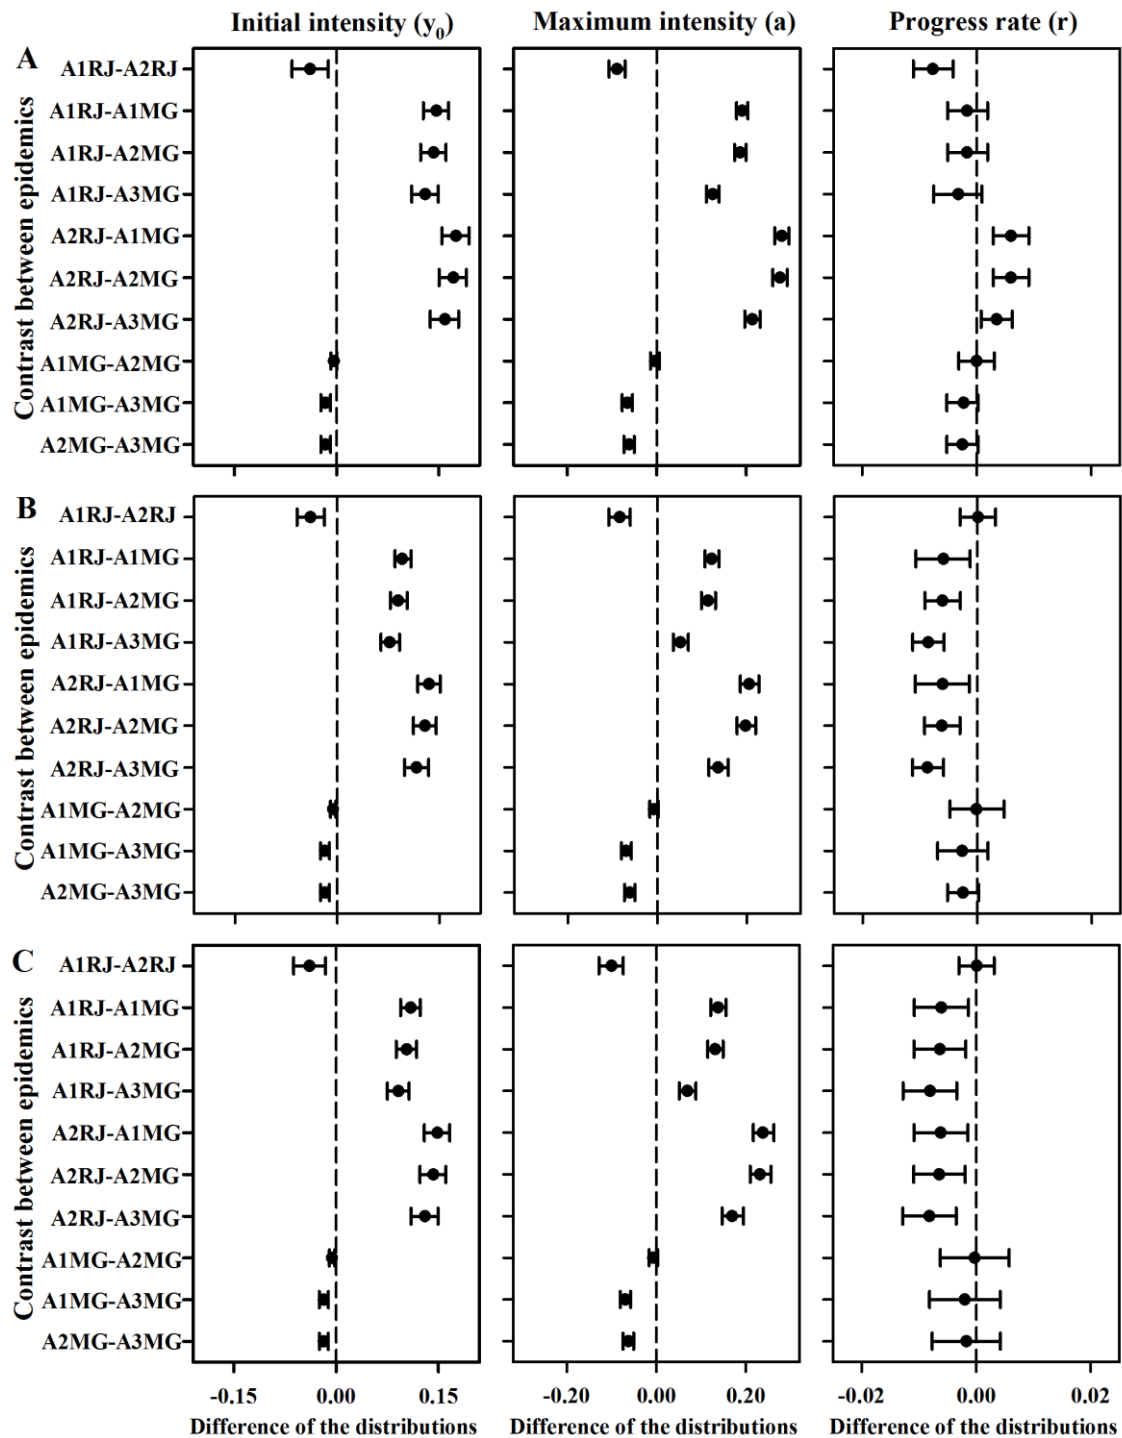 Initial intensity (y0) Maximum intensity (a) Progress rate (r)
A
Contrast between epidemics
A1RJ-A2RJ
A1RJ-A1MG
A1RJ-A2MG
A1RJ-A3MG
A2RJ-A1MG
A2RJ-A2MG
A2RJ-A3MG
A1MG-A2MG
A1MG-A3MG
A2MG-A3MG
B
Contrast between epidemics
A1RJ-A2RJ
A1RJ-A1MG
A1RJ-A2MG
A1RJ-A3MG
A2RJ-A1MG
A2RJ-A2MG
A2RJ-A3MG
A1MG-A2MG
A1MG-A3MG
A2MG-A3MG
C
Contrast between epidemics
A1RJ-A2RJ
A1RJ-A1MG
A1RJ-A2MG
A1RJ-A3MG
A2RJ-A1MG
A2RJ-A2MG
A2RJ-A3MG
A1MG-A2MG
A1MG-A3MG
A2MG-A3MG
-0.15 0.00 0.15 -0.20 0.00 0.20 -0.02 0.00 0.02
Difference of the distributions Difference of the distributions Difference of the distributions